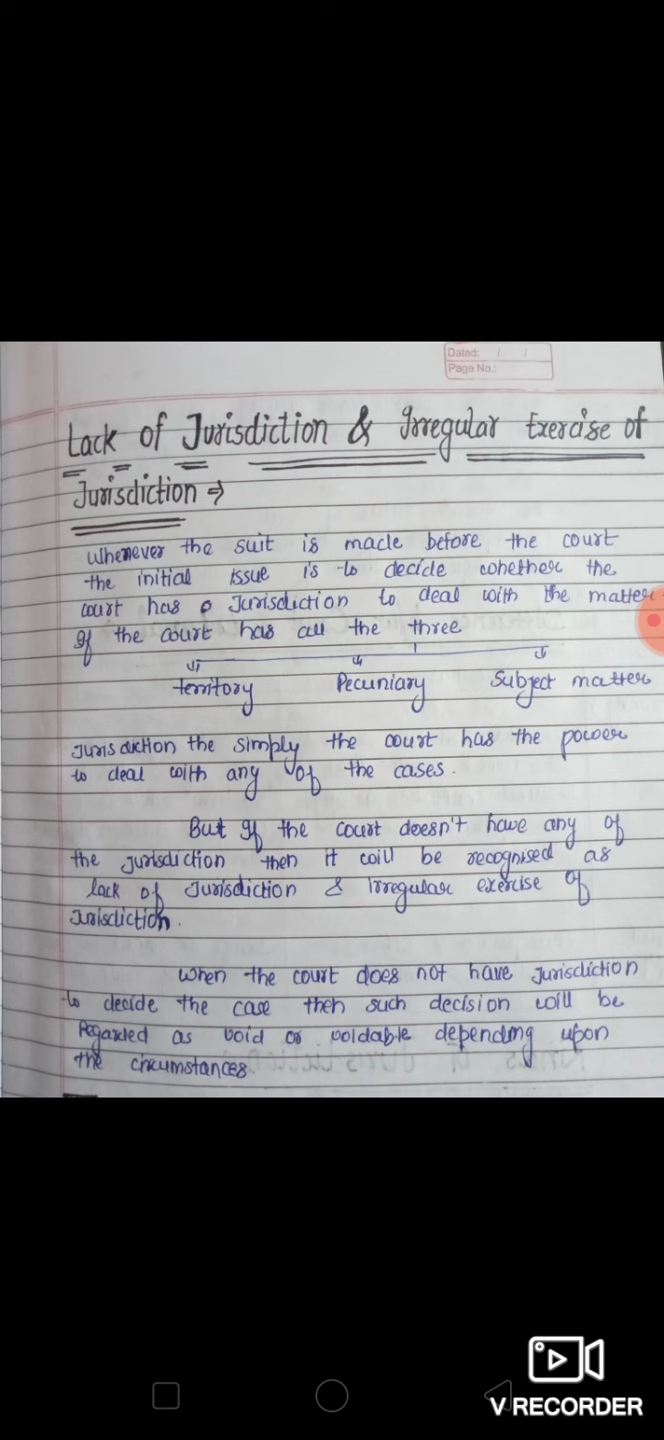 Dated: / /
Page No.:
Lack of Jurisdiction & Irregular Exercise of
Jurisdiction ⇒
Whenever the suit is made before the court
the initial issue is to decide whether the
court has a Jurisdiction to deal with the matter.
If the court has all the three
territory Pecuniary Subject matter
Jurisdiction the simply the court has the power
to deal with any of the cases.
But If the court doesn't have any of
the jurisdiction then it will be recognised as
lack of Jurisdiction & irregular exercise of
Jurisdiction.
When the court does not have jurisdiction
to decide the case then such decision will be
Regarded as void or voidable depending upon
the circumstances.
V RECORDER